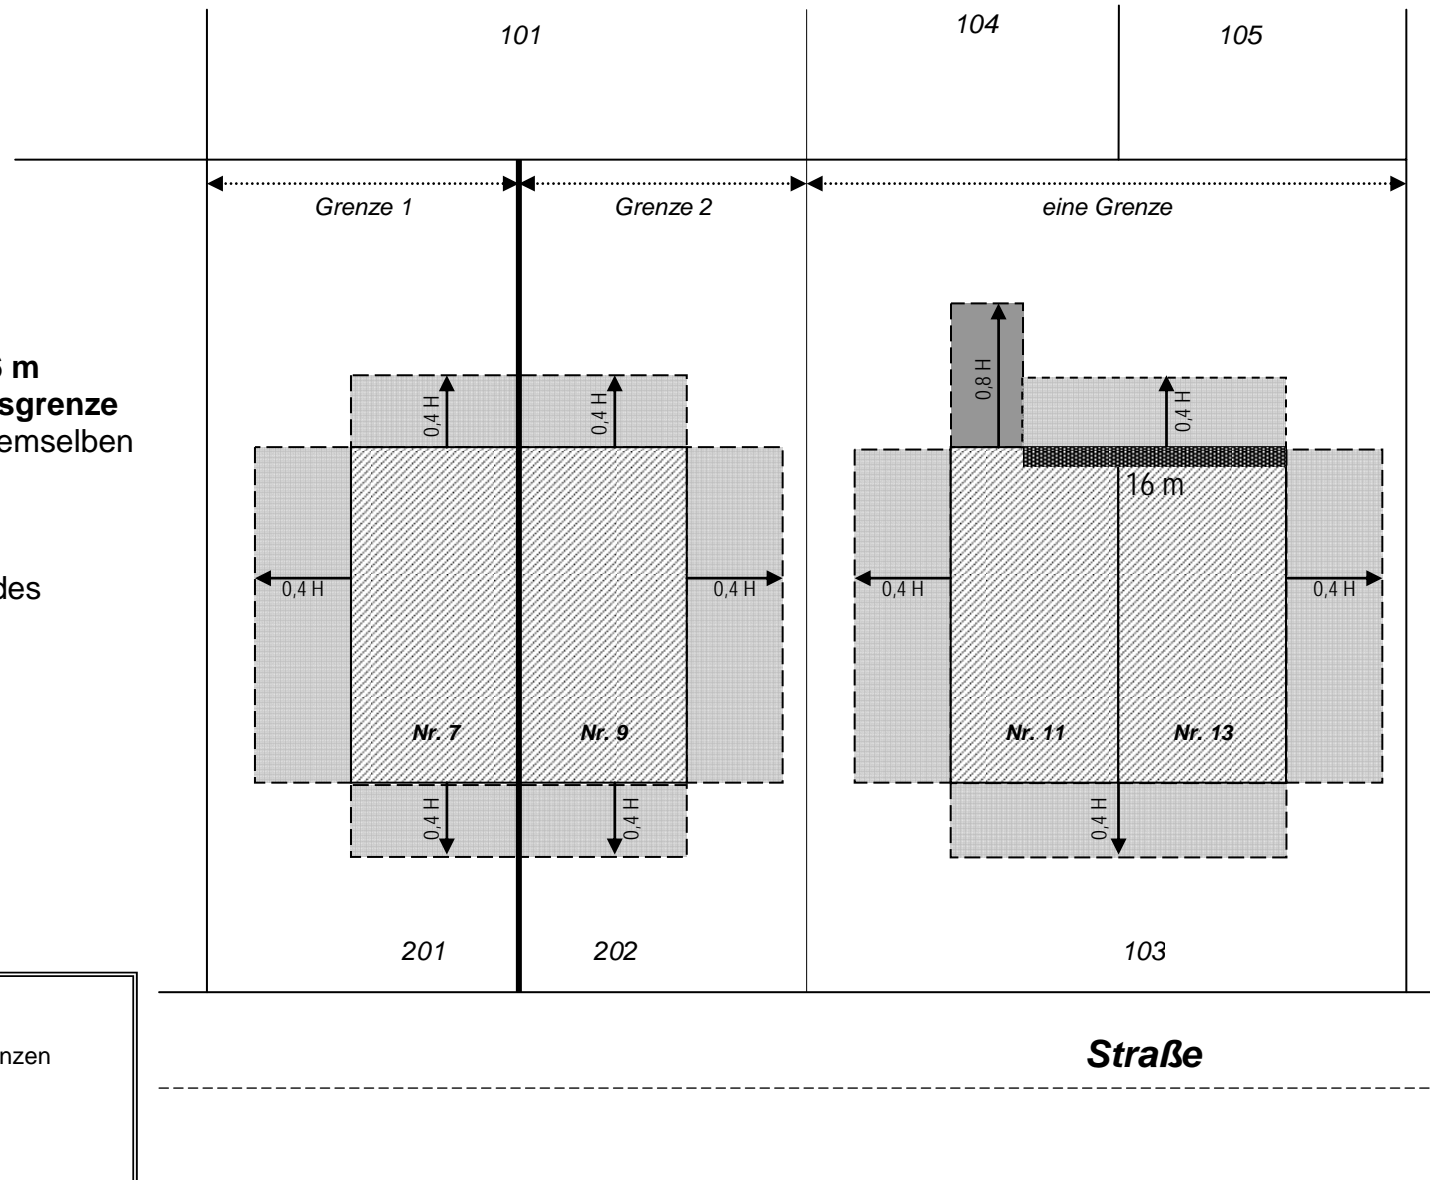 101
104
105
Grenze 1
Grenze 2
eine Grenze
m
sgrenze
emselben
des
0,4 H
0,4 H
0,8 H
0,4 H
16 m
0,4 H
0,4 H
0,4 H
0,4 H
Nr. 7
Nr. 9
Nr. 11
Nr. 13
0,4 H
0,4 H
0,4 H
201
202
103
nzen
Straße